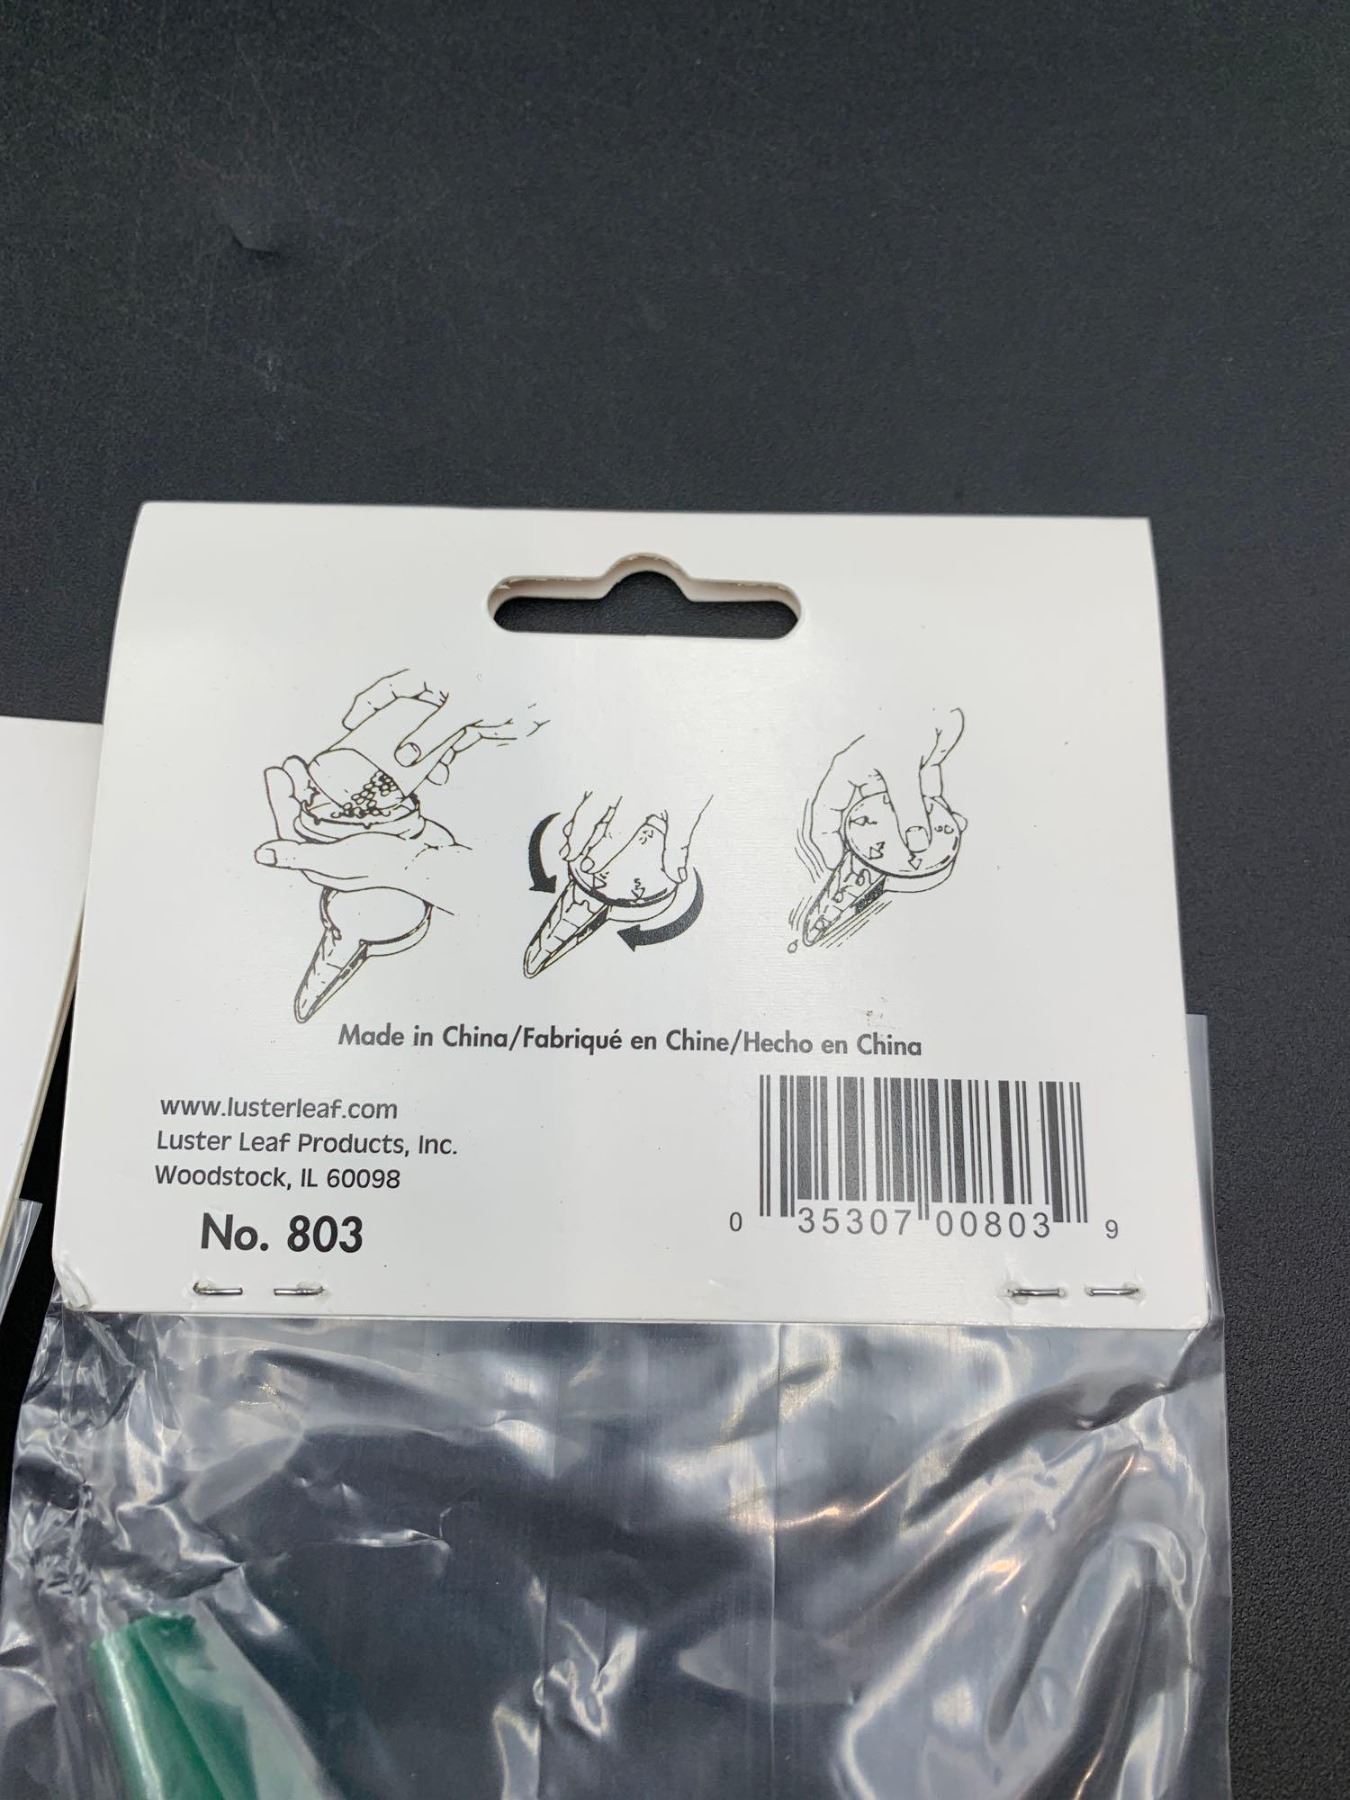 Made in China/Fabriqué en Chine/Hecho en China
www.lusterleaf.com
Luster Leaf Products, Inc.
Woodstock, IL 60098
No. 803
0 35307 00803 9